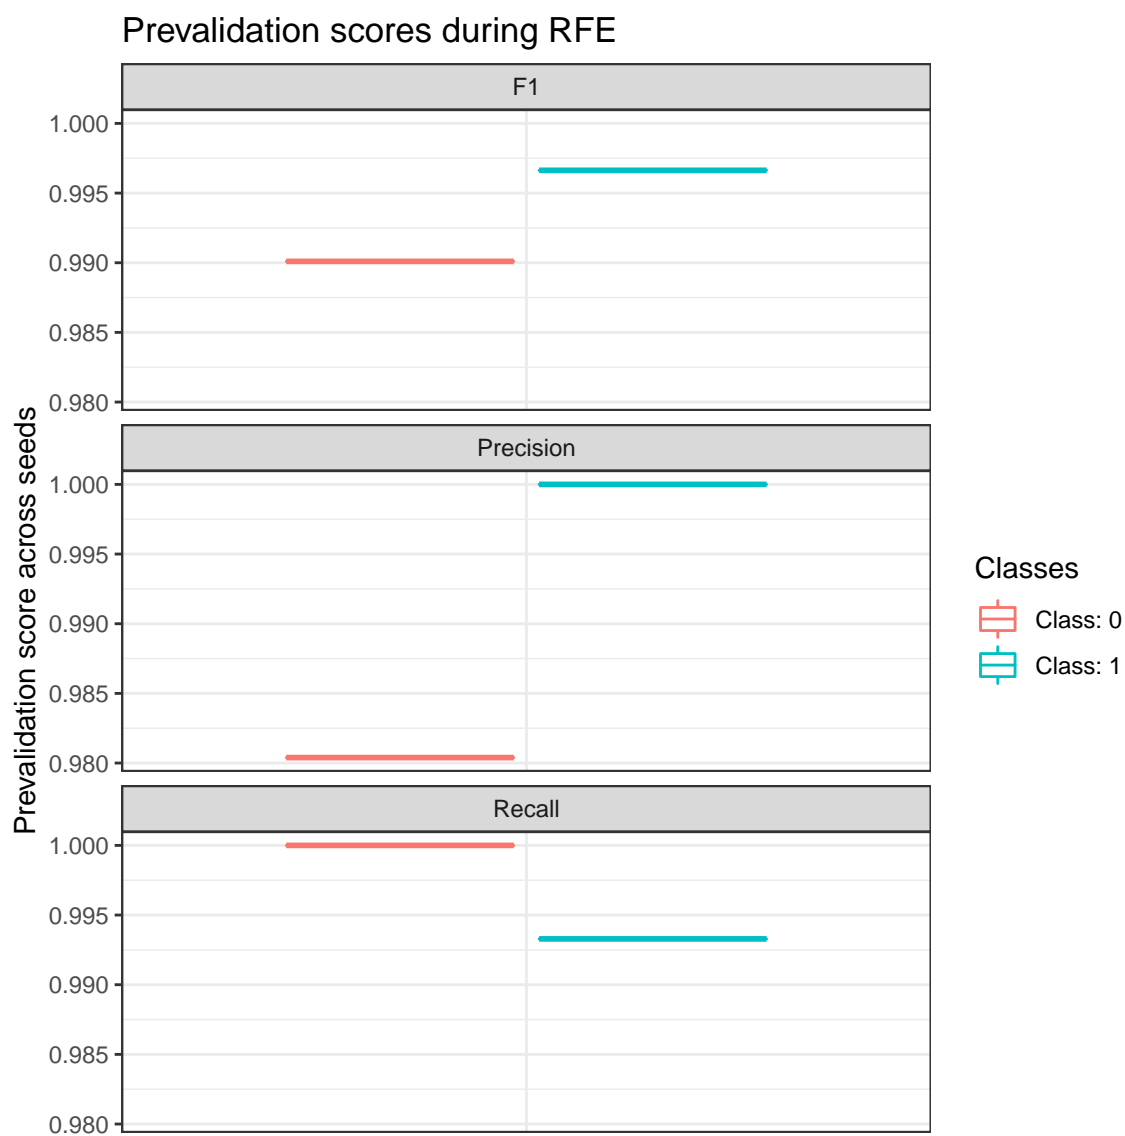 Prevalidation scores during RFE
F1
1.000
0.995
0.990
0.985
0.980
Precision
1.000
0.995
0.990
0.985
0.980
Recall
1.000
0.995
0.990
0.985
0.980
Prevalidation score across seeds
Classes
Class: 0
Class: 1